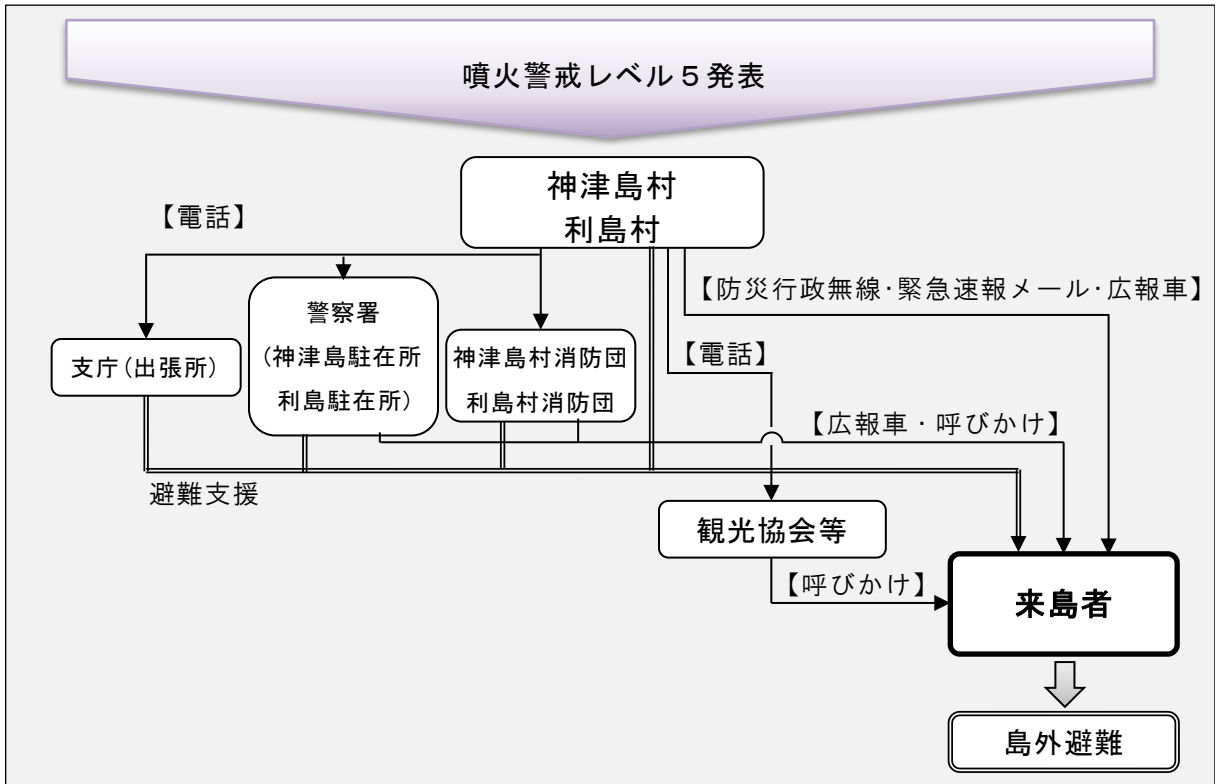 噴火警戒レベル５発表
神津島村
利島村
【電話】
【防災行政無線･緊急速報メール･広報車】
警察署
(神津島駐在所
利島駐在所)
支庁(出張所)
神津島村消防団
利島村消防団
【電話】
【広報車・呼びかけ】
避難支援
観光協会等
【呼びかけ】
来島者
島外避難